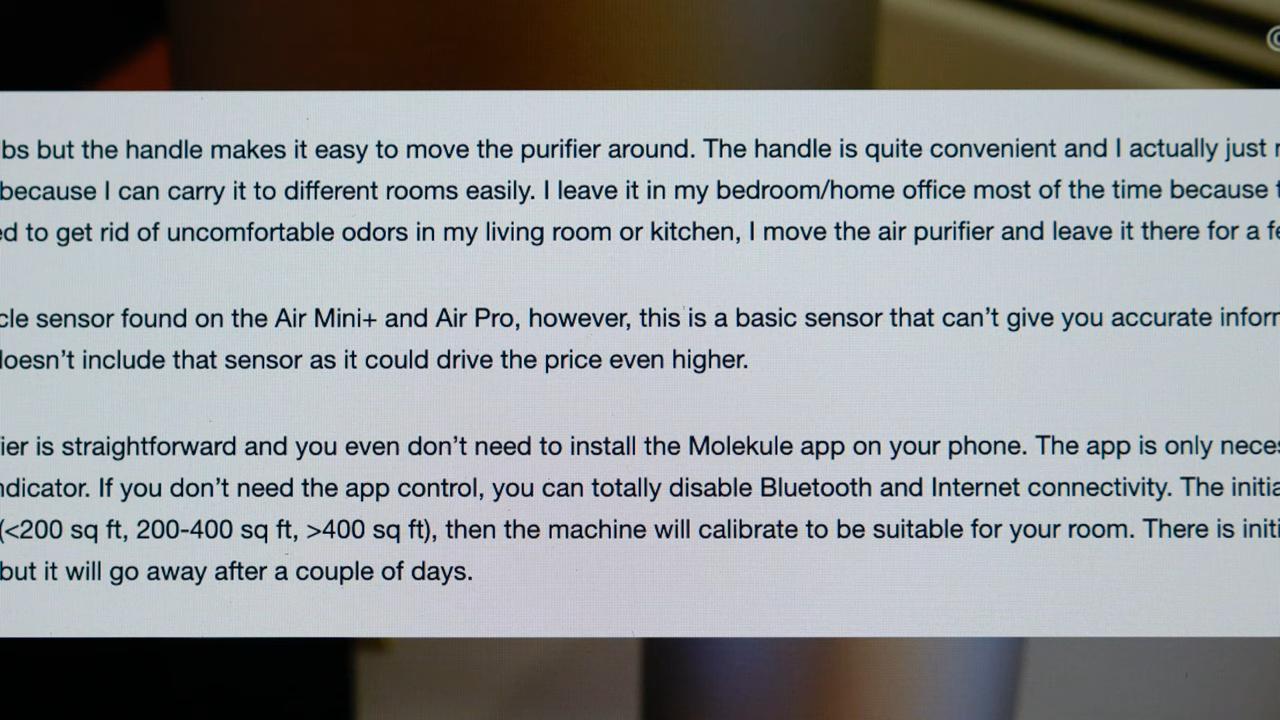 bs but the handle makes it easy to move the purifier around. The handle is quite convenient and I actually just
because I can carry it to different rooms easily. I leave it in my bedroom/home office most of the time because
ed to get rid of uncomfortable odors in my living room or kitchen, I move the air purifier and leave it there for a fe
cle sensor found on the Air Mini+ and Air Pro, however, this is a basic sensor that can’t give you accurate inform
doesn’t include that sensor as it could drive the price even higher.
ier is straightforward and you even don’t need to install the Molekule app on your phone. The app is only neces
ndicator. If you don’t need the app control, you can totally disable Bluetooth and Internet connectivity. The initia
(<200 sq ft, 200-400 sq ft, >400 sq ft), then the machine will calibrate to be suitable for your room. There is initi
but it will go away after a couple of days.